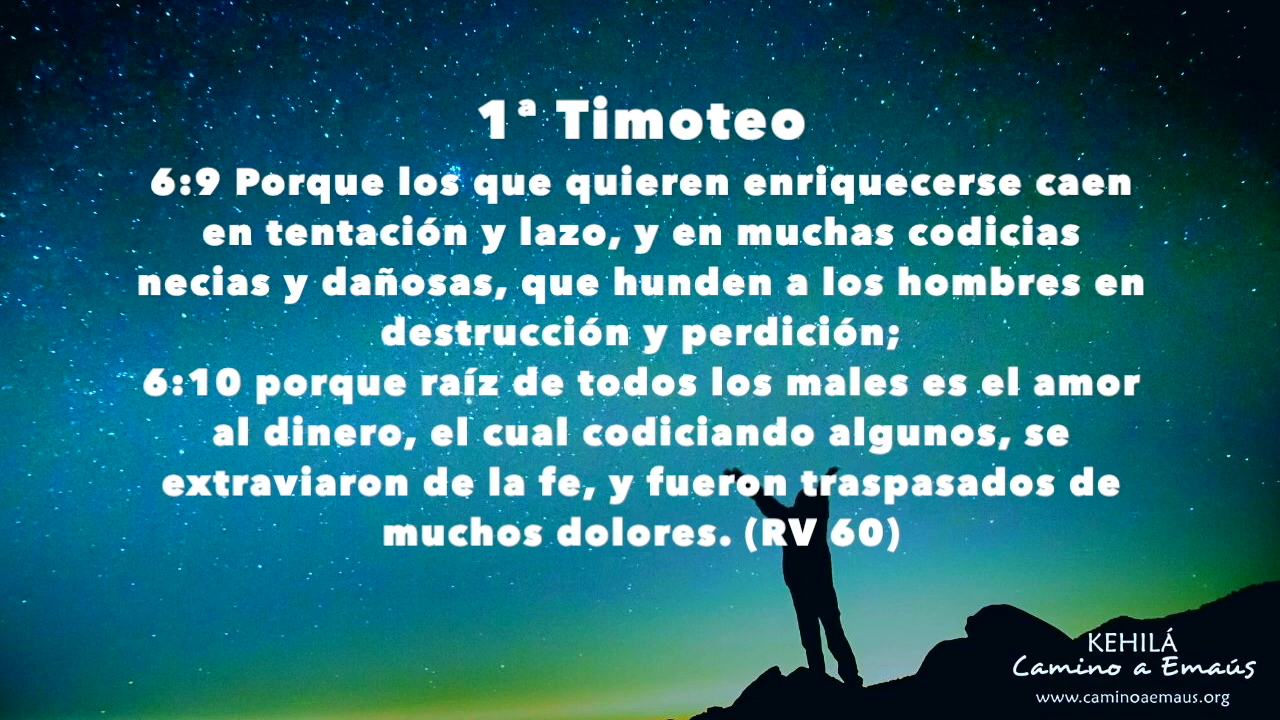 1ª Timoteo
6:9 Porque los que quieren enriquecerse caen
en tentación y lazo, y en muchas codicias
necias y dañosas, que hunden a los hombres en
destrucción y perdición;
6:10 porque raíz de todos los males es el amor
al dinero, el cual codiciando algunos, se
extraviaron de la fe, y fueron traspasados de
muchos dolores. (RV 60)
KEHILÁ
Camino a Emaús
www.caminoaemaus.org